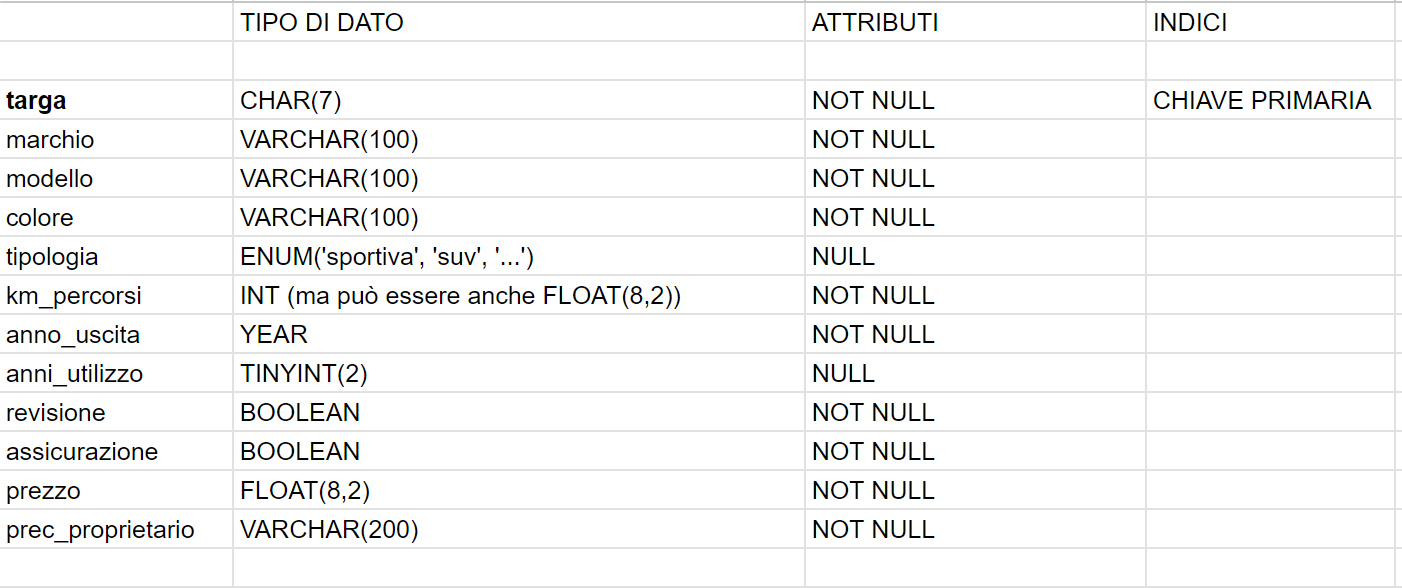 TIPO DI DATO ATTRIBUTI INDICI
targa CHAR(7) NOT NULL CHIAVE PRIMARIA
marchio VARCHAR(100) NOT NULL
modello VARCHAR(100) NOT NULL
colore VARCHAR(100) NOT NULL
tipologia ENUM('sportiva', 'suv', '...') NULL
km_percorsi INT (ma può essere anche FLOAT(8,2)) NOT NULL
anno_uscita YEAR NOT NULL
anni_utilizzo TINYINT(2) NULL
revisione BOOLEAN NOT NULL
assicurazione BOOLEAN NOT NULL
prezzo FLOAT(8,2) NOT NULL
prec_proprietario VARCHAR(200) NOT NULL